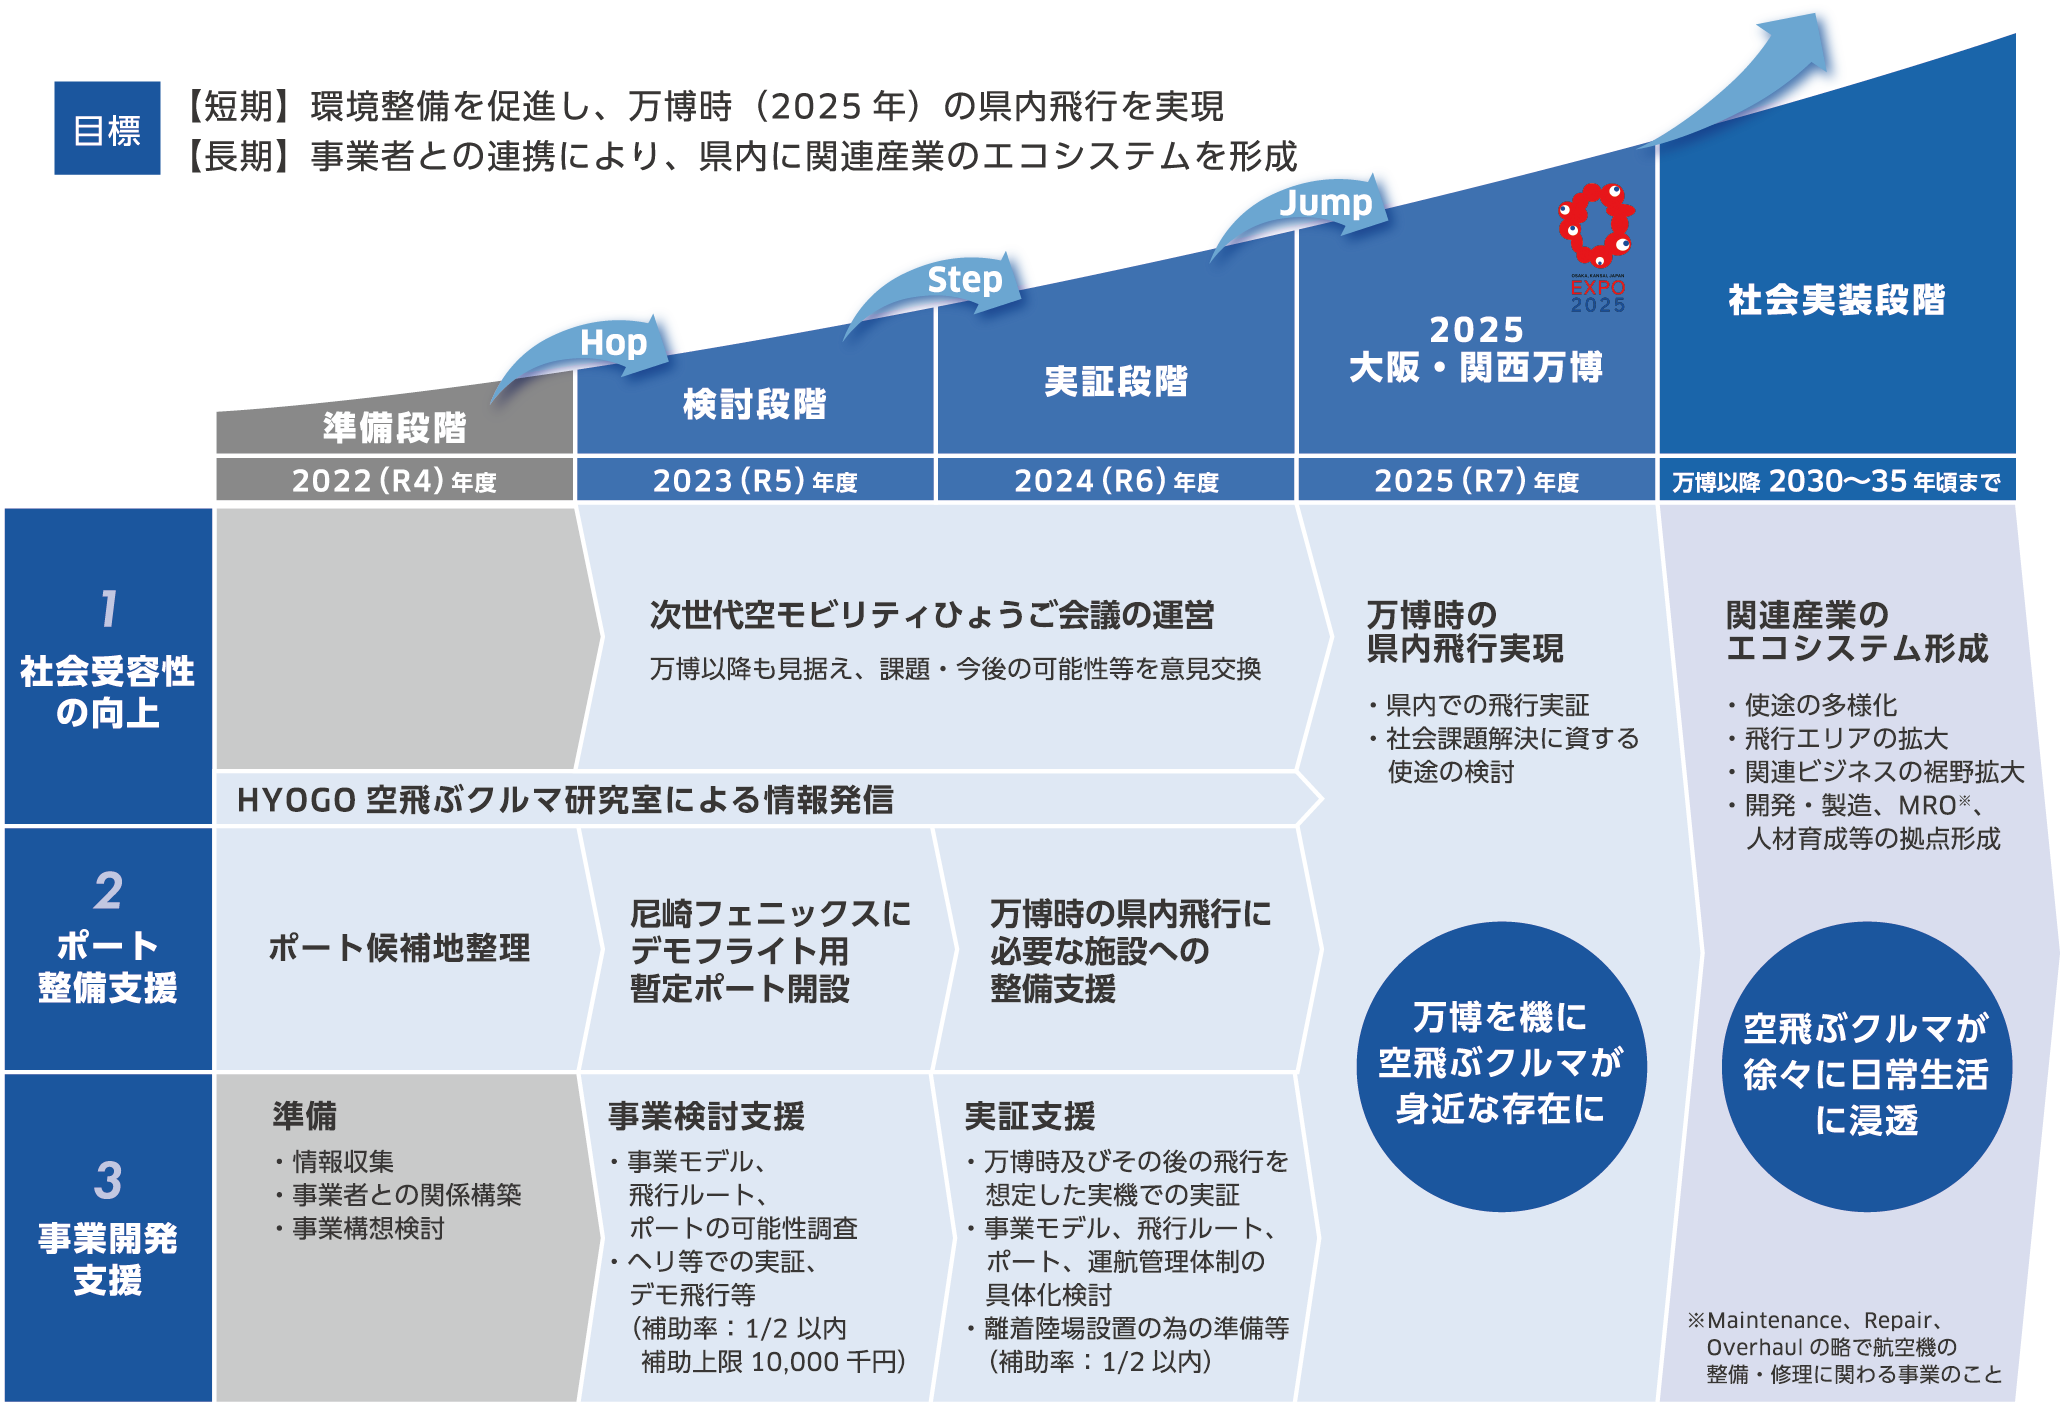 目標
【短期】環境整備を促進し、万博時（2025 年）の県内飛行を実現
【長期】事業者との連携により、県内に関連産業のエコシステムを形成
Hop
Step
Jump
OSAKA, KANSAI, JAPAN
EXPO
2025
準備段階
検討段階
実証段階
2025
大阪・関西万博
社会実装段階
2022（R4）年度
2023（R5）年度
2024（R6）年度
2025（R7）年度
万博以降 2030～35 年頃まで
1
社会受容性
の向上
次世代空モビリティひょうご会議の運営
万博以降も見据え、課題・今後の可能性等を意見交換
HYOGO 空飛ぶクルマ研究室による情報発信
万博時の
県内飛行実現
・県内での飛行実証
・社会課題解決に資する
使途の検討
関連産業の
エコシステム形成
・使途の多様化
・飛行エリアの拡大
・関連ビジネスの裾野拡大
・開発・製造、MRO※、
人材育成等の拠点形成
2
ポート
整備支援
ポート候補地整理
尼崎フェニックスに
デモフライト用
暫定ポート開設
万博時の県内飛行に
必要な施設への
整備支援
万博を機に
空飛ぶクルマが
身近な存在に
空飛ぶクルマが
徐々に日常生活
に浸透
3
事業開発
支援
準備
・情報収集
・事業者との関係構築
・事業構想検討
事業検討支援
・事業モデル、
飛行ルート、
ポートの可能性調査
・ヘリ等での実証、
デモ飛行等
（補助率：1/2 以内
補助上限 10,000 千円）
実証支援
・万博時及びその後の飛行を
想定した実機での実証
・事業モデル、飛行ルート、
ポート、運航管理体制の
具体化検討
・離着陸場設置の為の準備等
（補助率：1/2 以内）
※Maintenance、Repair、
Overhaul の略で航空機の
整備・修理に関わる事業のこと